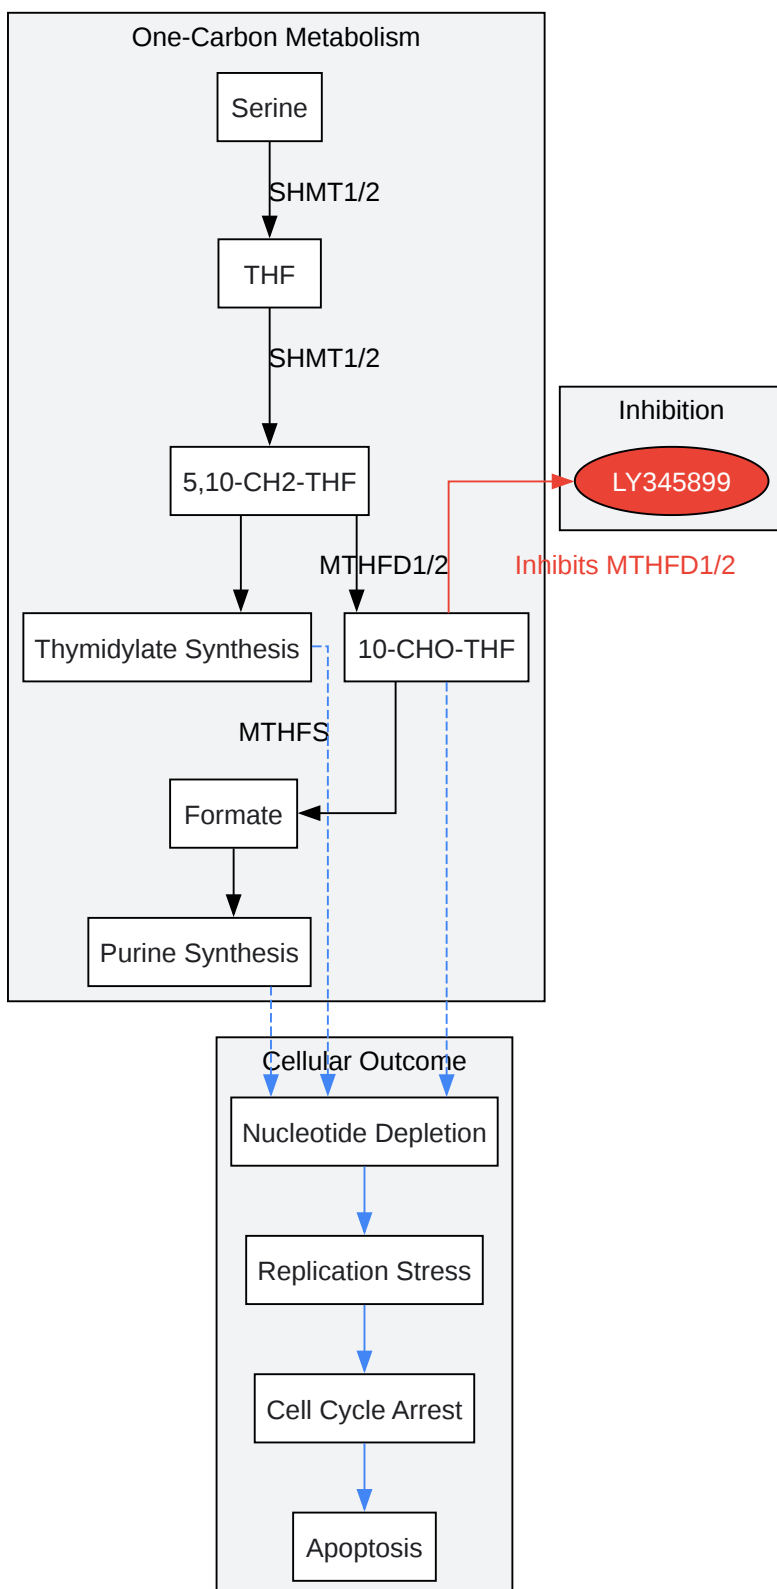 One-Carbon Metabolism
Serine
SHMT1/2
THF
SHMT1/2
Inhibition
5,10-CH2-THF
LY345899
MTHFD1/2
Inhibits MTHFD1/2
Thymidylate Synthesis
10-CHO-THF
MTHFS
Formate
Purine Synthesis
Cellular Outcome
Nucleotide Depletion
Replication Stress
Cell Cycle Arrest
Apoptosis